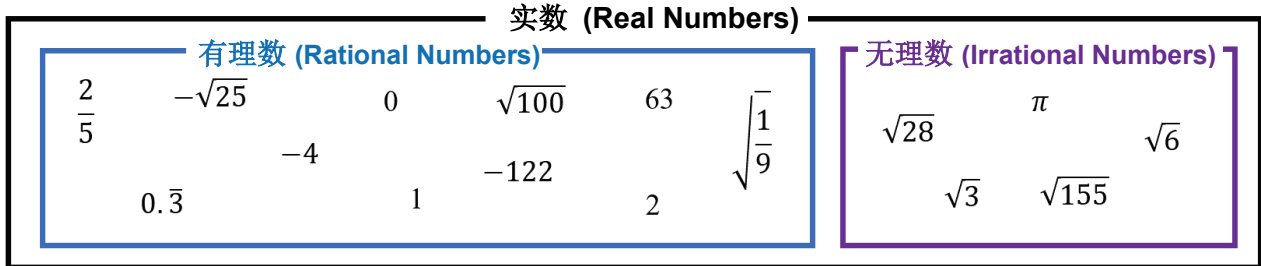 实数 (Real Numbers)
有理数 (Rational Numbers)
2/5 −√25 0 √100 63 √(1/9)
−4 −122
0.3̅ 1 2
无理数 (Irrational Numbers)
π
√28 √6
√3 √155